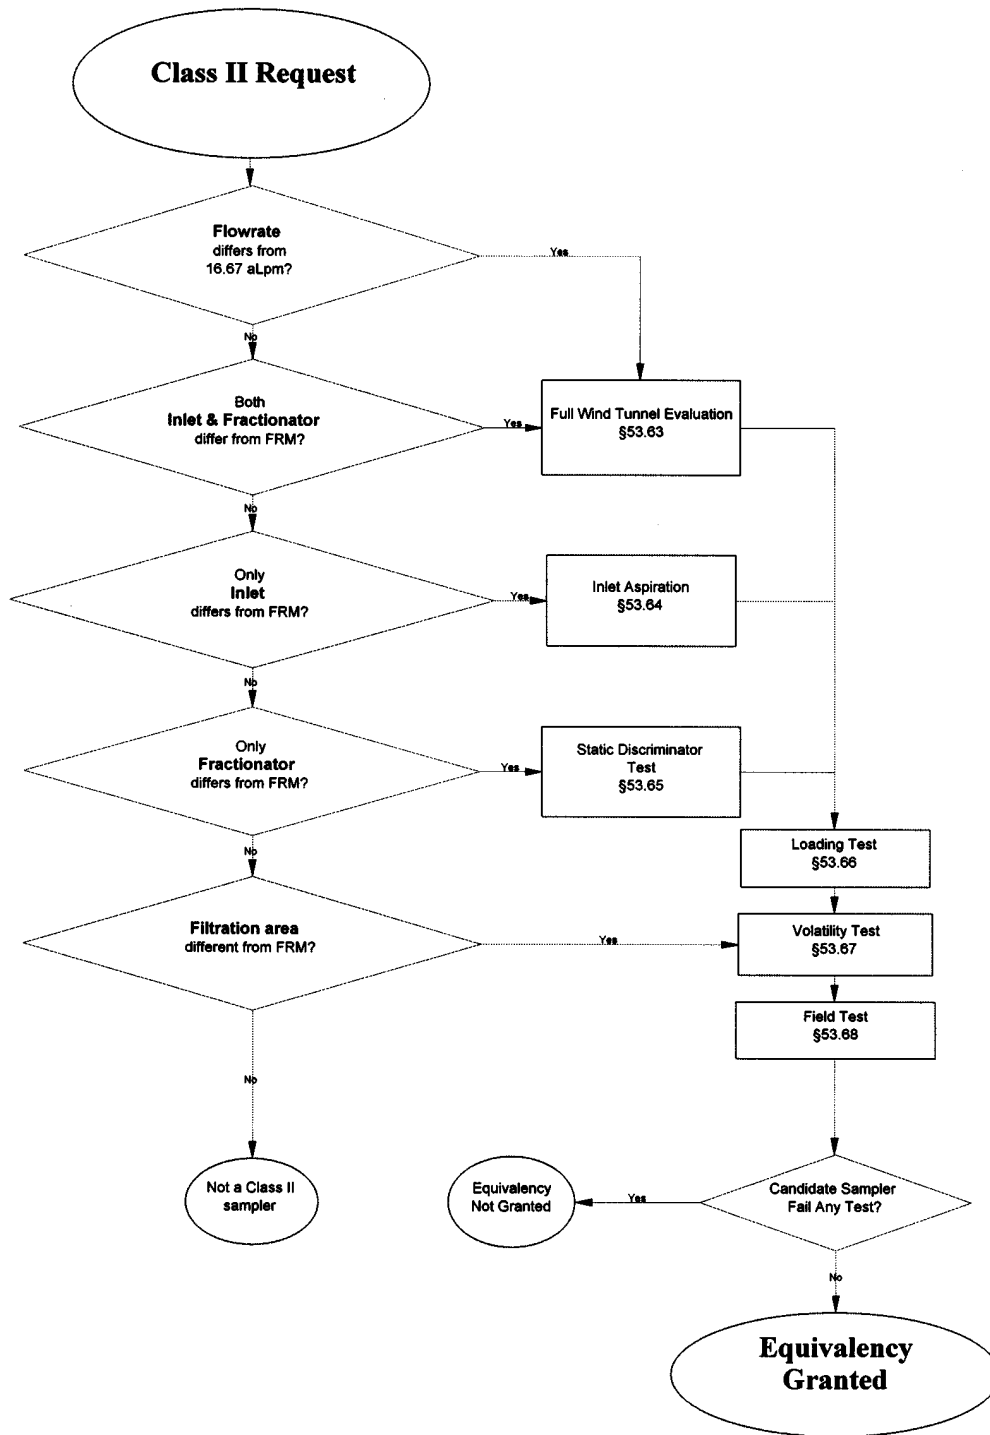 Class II Request
Flowrate
differs from
16.67 aLpm?
Yes
No
Both
Inlet & Fractionator
differ from FRM?
Yes
Full Wind Tunnel Evaluation
§53.63
No
Only
Inlet
differs from FRM?
Yes
Inlet Aspiration
§53.64
No
Only
Fractionator
differs from FRM?
Yes
Static Discriminator
Test
§53.65
No
Loading Test
§53.66
Filtration area
different from FRM?
Yes
Volatility Test
§53.67
Field Test
§53.68
No
Not a Class II
sampler
Equivalency
Not Granted
Yes
Candidate Sampler
Fail Any Test?
No
Equivalency
Granted